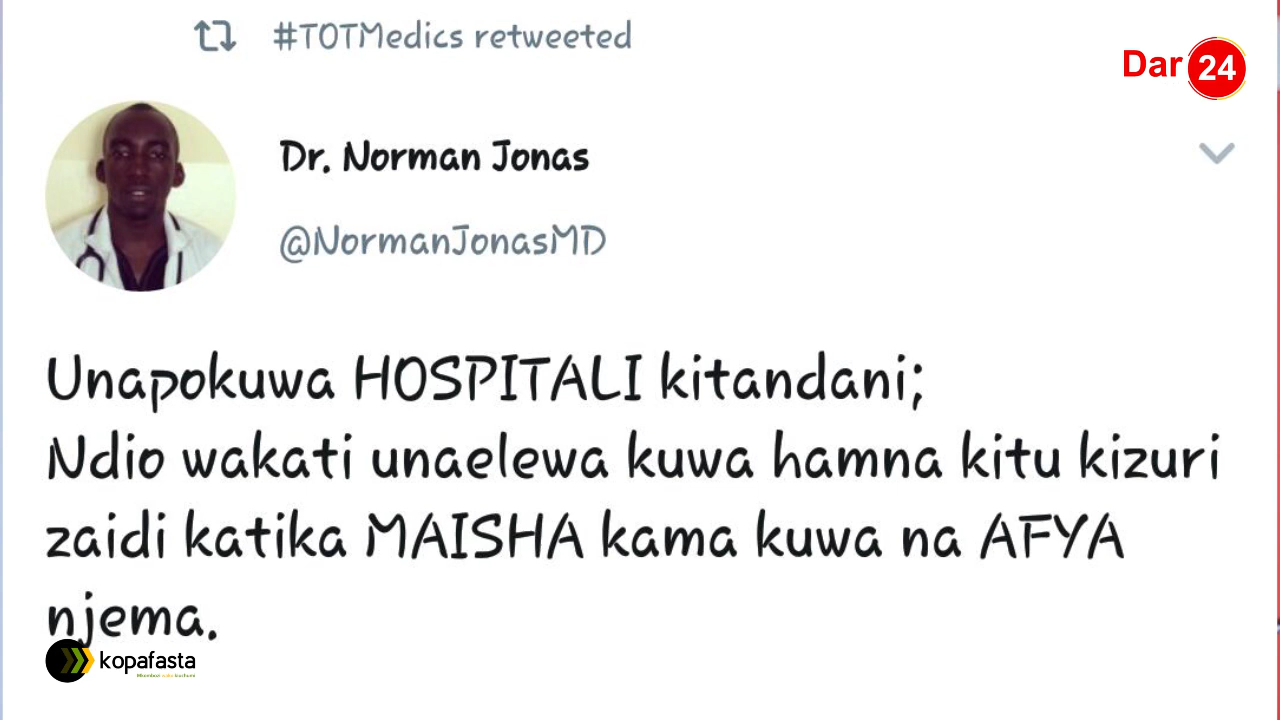 #TOTMedics retweeted
Dar 24
Dr. Norman Jonas
@NormanJonasMD
Unapokuwa HOSPITALI kitandani;
Ndio wakati unaelewa kuwa hamna kitu kizuri
zaidi katika MAISHA kama kuwa na AFYA
njema.
kopafasta